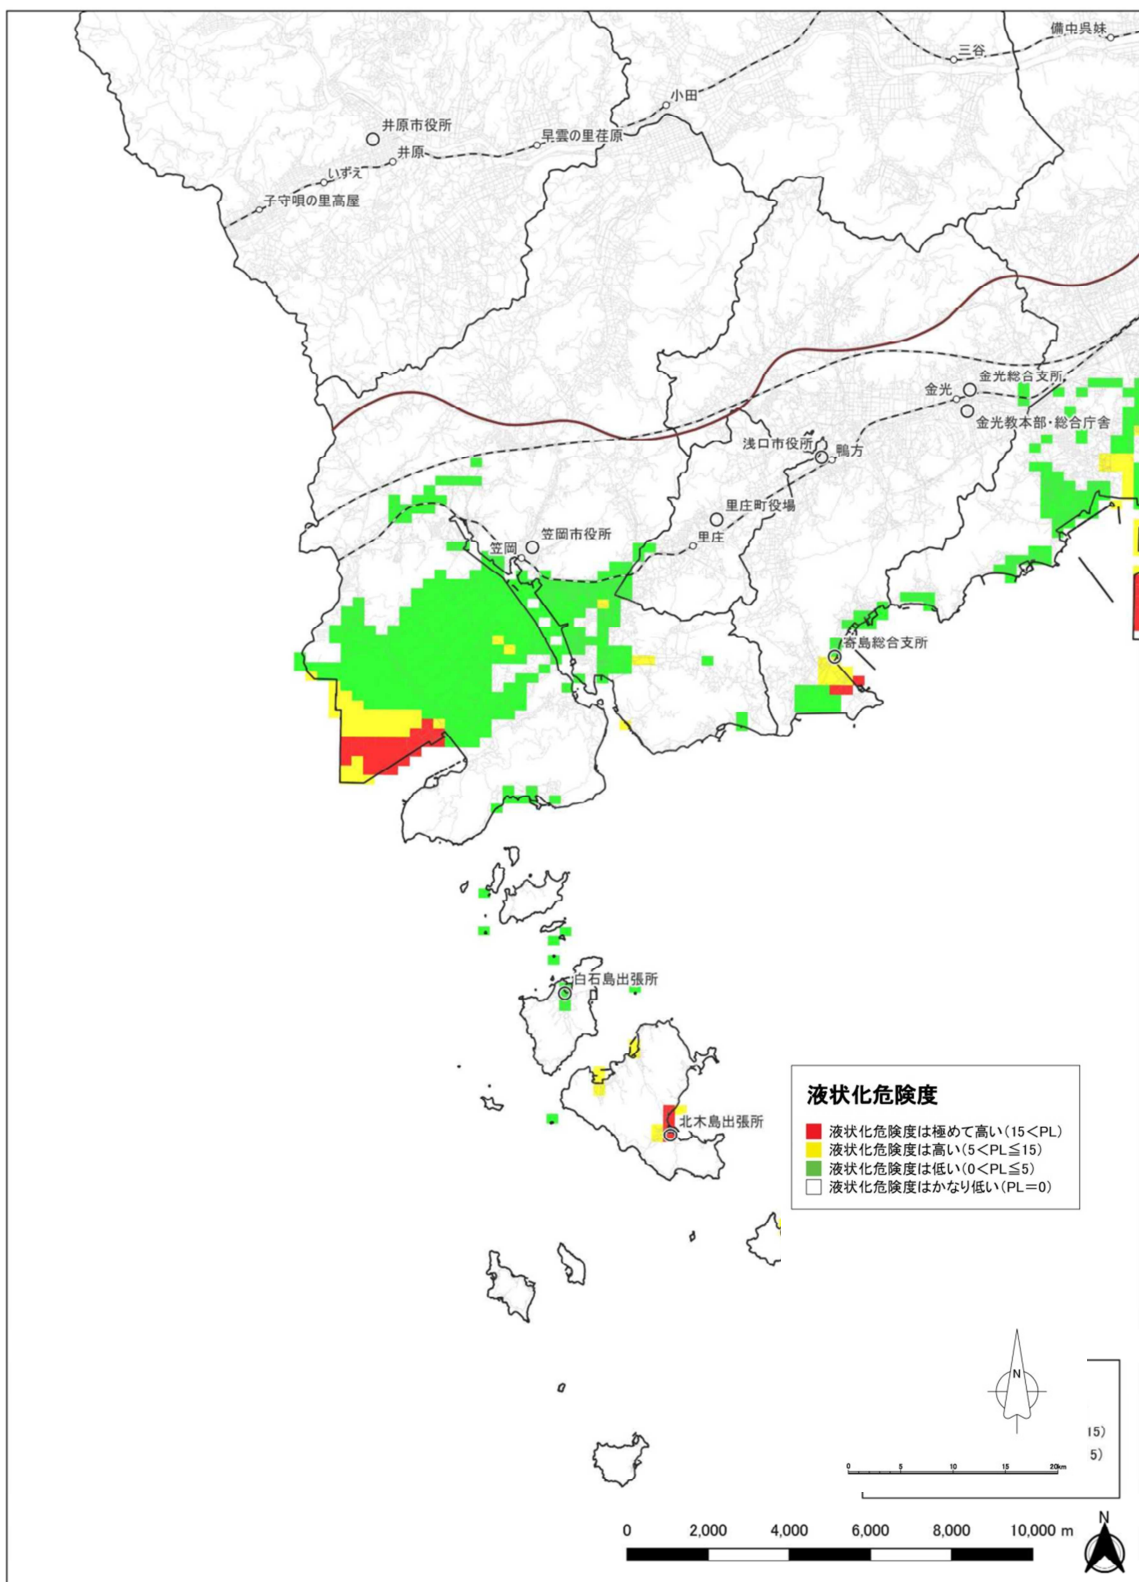 備中呉妹
三谷
小田
井原市役所
早雲の里荏原
井原
いずえ
子守唄の里高屋
金光総合支所
金光
金光教本部・総合庁舎
浅口市役所
鴨方
里庄町役場
笠岡市役所
笠岡
里庄
寄島総合支所
白石島出張所
北木島出張所
液状化危険度
液状化危険度は極めて高い(15<PL)
液状化危険度は高い(5<PL≦15)
液状化危険度は低い(0<PL≦5)
液状化危険度はかなり低い(PL=0)
N
15)
5)
0 5 10 15 20km
N
0 2,000 4,000 6,000 8,000 10,000 m